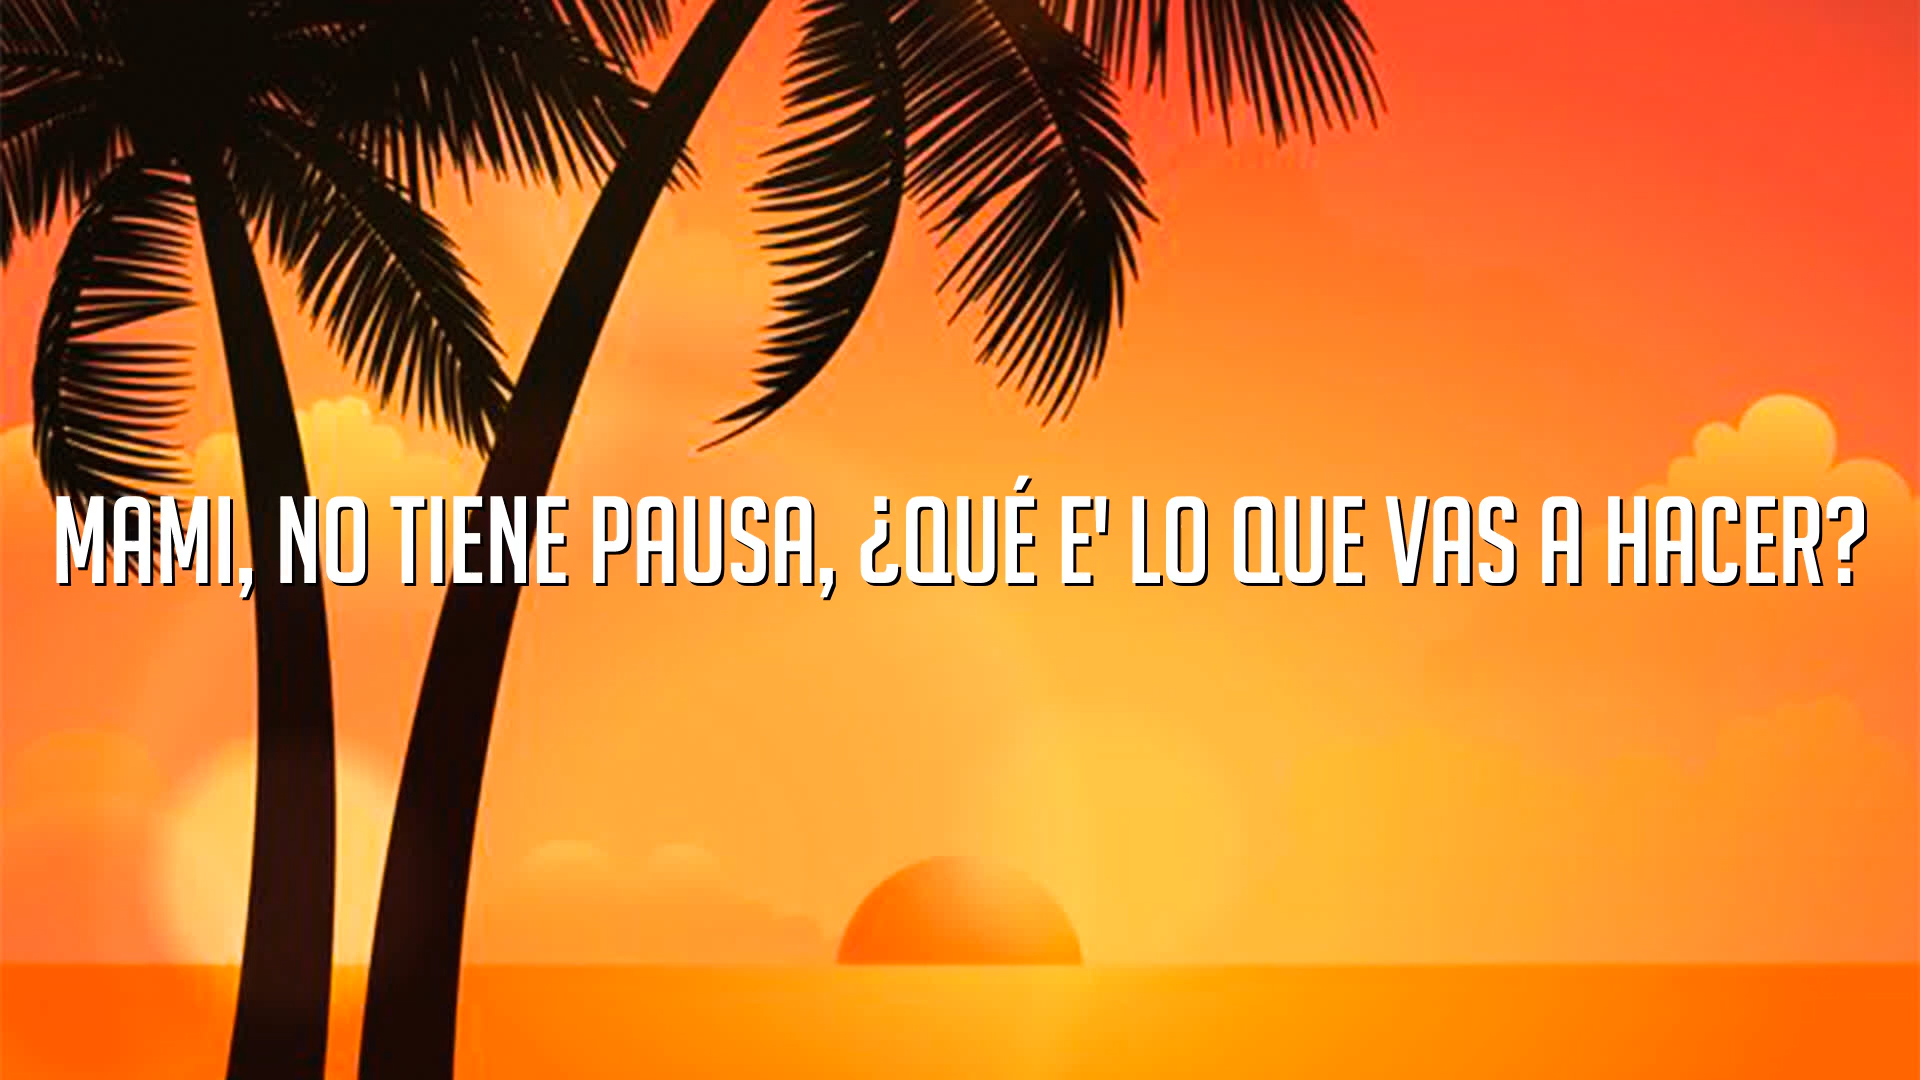 MAMI, NO TIENE PAUSA, ¿QUÉ E' LO QUE VAS A HACER?